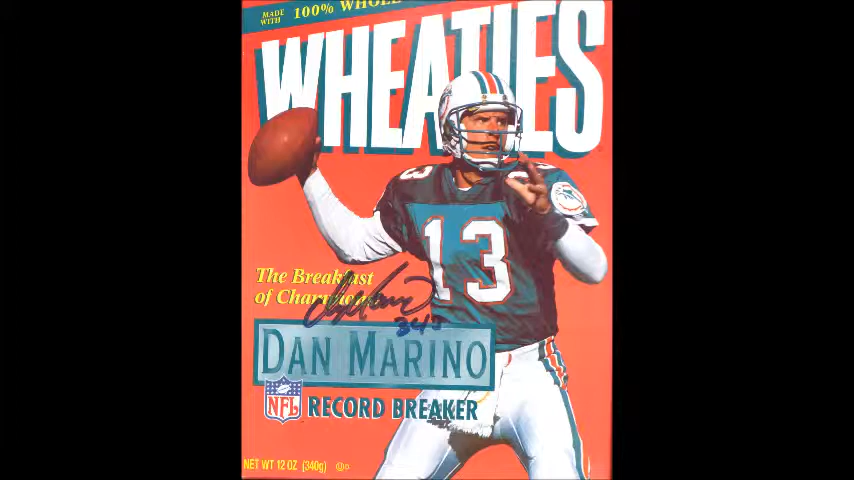 MADE
WITH
100% WHOLE
WHEATIES
13
13
The Breakfast
of Champions
DAN MARINO
NFL
RECORD BREAKER
NET WT 12 OZ (340g)